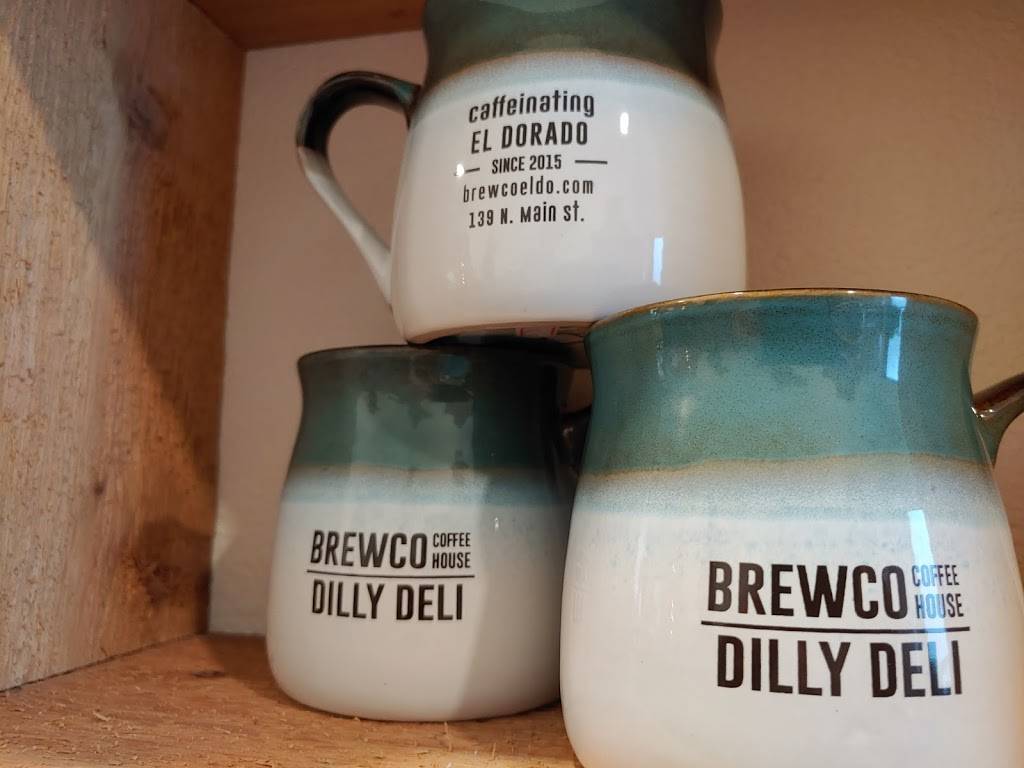 caffeinating
EL DORADO
SINCE 2015
brewcoeldo.com
139 N. Main st.
BREWCO COFFEE HOUSE
DILLY DELI
BREWCO COFFEE HOUSE
DILLY DELI